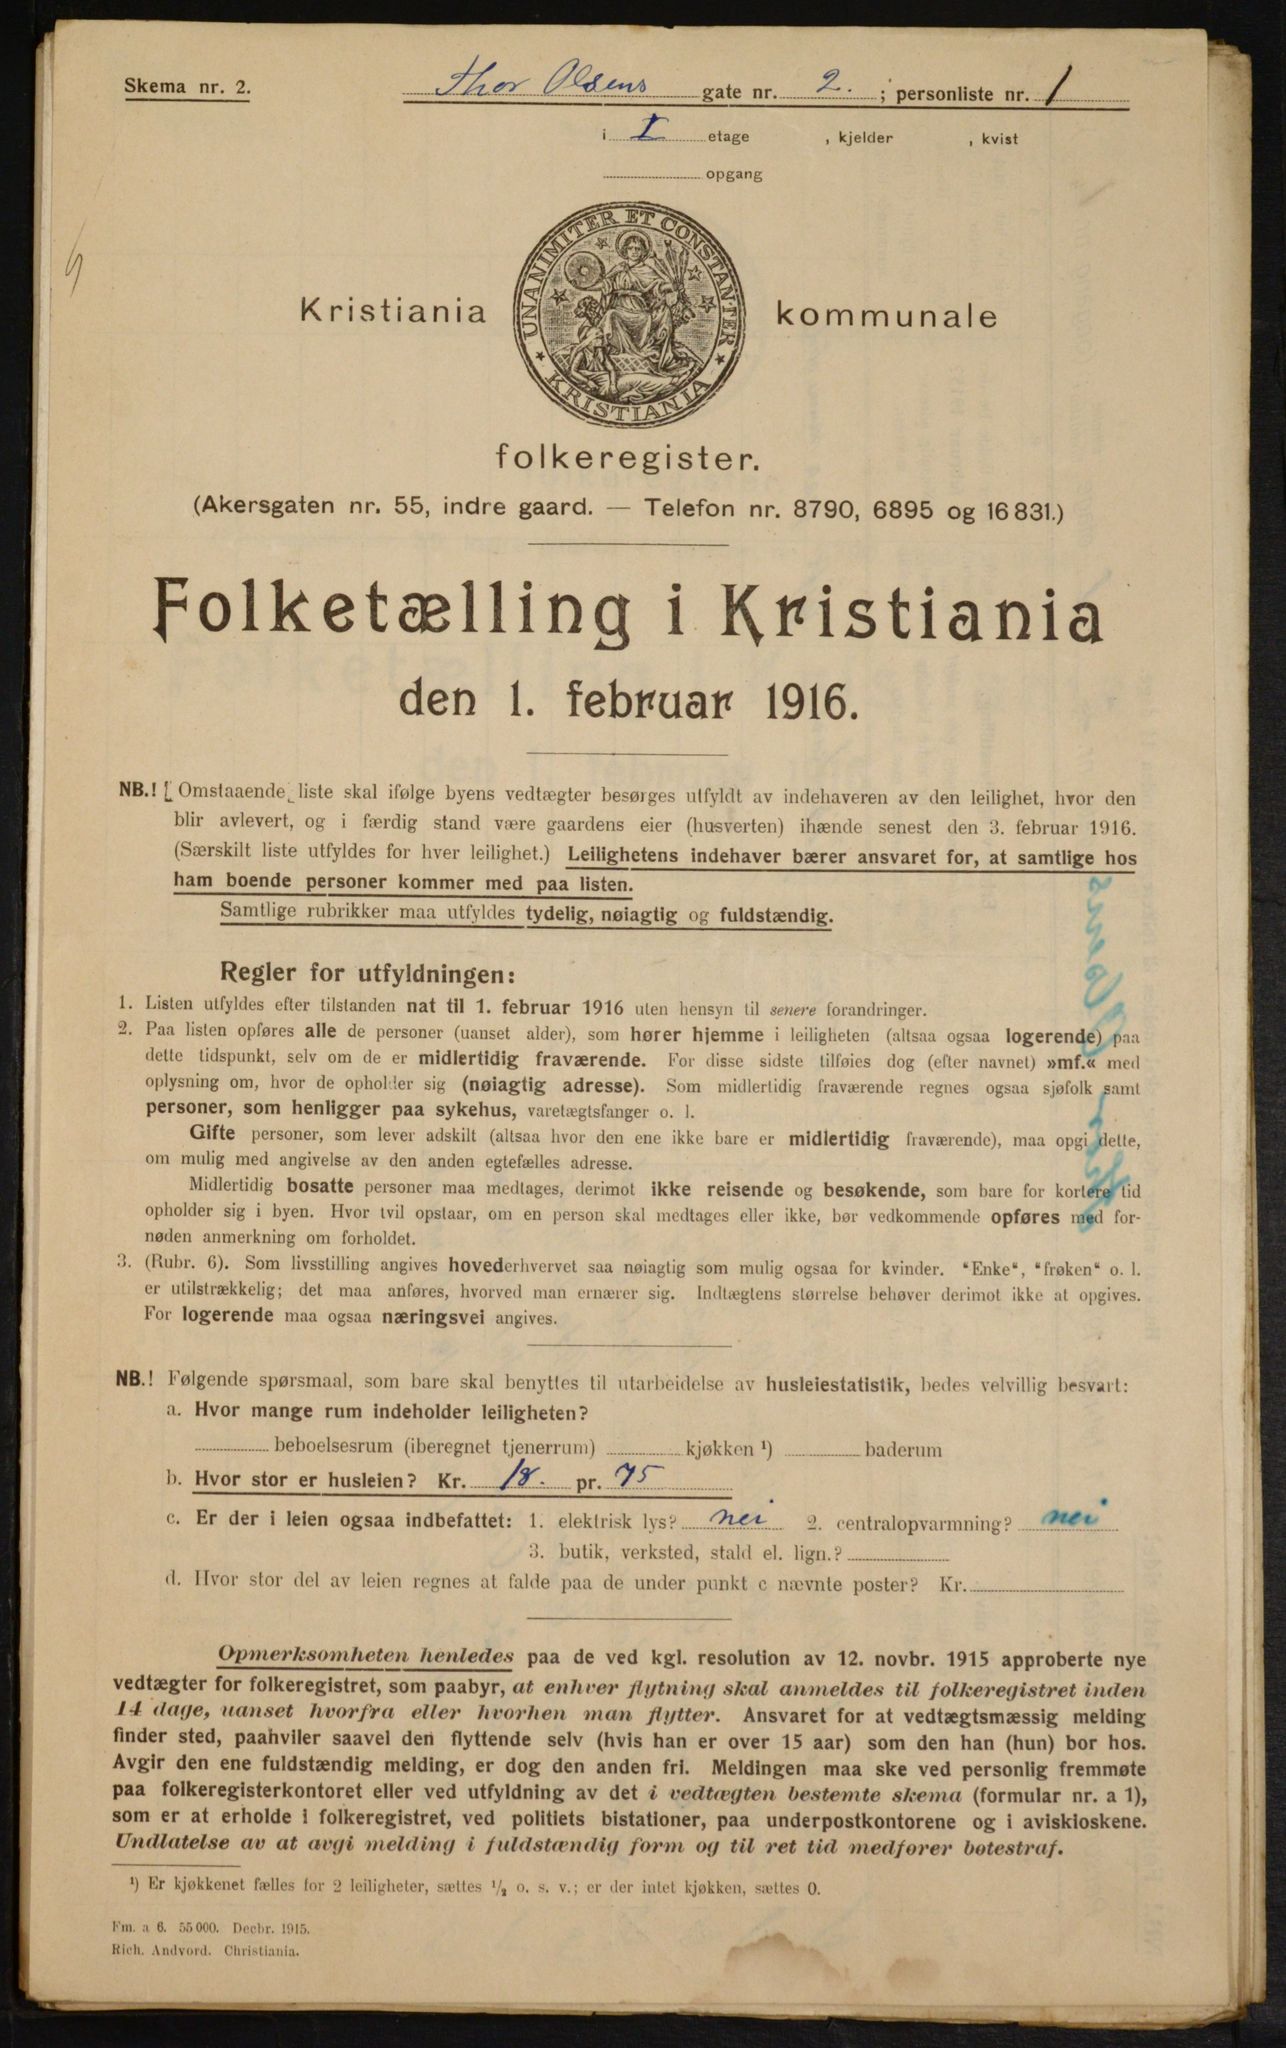 Skema nr. 2.
Thor Olsens gate nr. 2. ; personliste nr. 1
i I etage , kjelder , kvist
opgang
UNANIMITER ET CONSTANTER
KRISTIANIA
Kristiania kommunale
folkeregister.
(Akersgaten nr. 55, indre gaard. — Telefon nr. 8790, 6895 og 16831.)
Folketælling i Kristiania
den 1. februar 1916.
NB.! [Omstaaende liste skal ifølge byens vedtægter besørges utfyldt av indehaveren av den leilighet, hvor den
blir avlevert, og i færdig stand være gaardens eier (husverten) ihænde senest den 3. februar 1916.
(Særskilt liste utfyldes for hver leilighet.) Leilighetens indehaver bærer ansvaret for, at samtlige hos
ham boende personer kommer med paa listen.
Samtlige rubrikker maa utfyldes tydelig, nøiagtig og fuldstændig.
Regler for utfyldningen:
1. Listen utfyldes efter tilstanden nat til 1. februar 1916 uten hensyn til senere forandringer.
2. Paa listen opføres alle de personer (uanset alder), som hører hjemme i leiligheten (altsaa ogsaa logerende) paa
dette tidspunkt, selv om de er midlertidig fraværende. For disse sidste tilføies dog (efter navnet) »mf.« med
oplysning om, hvor de opholder sig (nøiagtig adresse). Som midlertidig fraværende regnes ogsaa sjøfolk samt
personer, som henligger paa sykehus, varetægtsfanger o. l.
Gifte personer, som lever adskilt (altsaa hvor den ene ikke bare er midlertidig fraværende), maa opgi dette,
om mulig med angivelse av den anden egtefælles adresse.
Midlertidig bosatte personer maa medtages, derimot ikke reisende og besøkende, som bare for kortere tid
opholder sig i byen. Hvor tvil opstaar, om en person skal medtages eller ikke, bør vedkommende opføres med for-
nøden anmerkning om forholdet.
3. (Rubr. 6). Som livsstilling angives hovederhvervet saa nøiagtig som mulig ogsaa for kvinder. "Enke", "frøken" o. l.
er utilstrækkelig; det maa anføres, hvorved man ernærer sig. Indtægtens størrelse behøver derimot ikke at opgives.
For logerende maa ogsaa næringsvei angives.
NB.! Følgende spørsmaal, som bare skal benyttes til utarbeidelse av husleiestatistik, bedes velvillig besvart:
a. Hvor mange rum indeholder leiligheten?
beboelsesrum (iberegnet tjenerrum) kjøkken ¹) baderum
b. Hvor stor er husleien? Kr. 18. pr. 75
c. Er der i leien ogsaa indbefattet: 1. elektrisk lys? nei 2. centralopvarmning? nei
3. butik, verksted, stald el. lign.?
d. Hvor stor del av leien regnes at falde paa de under punkt c nævnte poster? Kr.
Opmerksomheten henledes paa de ved kgl. resolution av 12. novbr. 1915 approberte nye
vedtægter for folkeregistret, som paabyr, at enhver flytning skal anmeldes til folkeregistret inden
14 dage, uanset hvorfra eller hvorhen man flytter. Ansvaret for at vedtægtsmæssig melding
finder sted, paahviler saavel den flyttende selv (hvis han er over 15 aar) som den han (hun) bor hos.
Avgir den ene fuldstændig melding, er dog den anden fri. Meldingen maa ske ved personlig fremmøte
paa folkeregisterkontoret eller ved utfyldning av det i vedtægten bestemte skema (formular nr. a 1),
som er at erholde i folkeregistret, ved politiets bistationer, paa underpostkontorene og i aviskioskene.
Undlatelse av at avgi melding i fuldstændig form og til ret tid medfører bøtestraf.
¹) Er kjøkkenet fælles for 2 leiligheter, sættes ½ o. s. v.; er der intet kjøkken, sættes 0.
Fm. a 6. 55000. Decbr. 1915.
Rich. Andvord. Christiania.